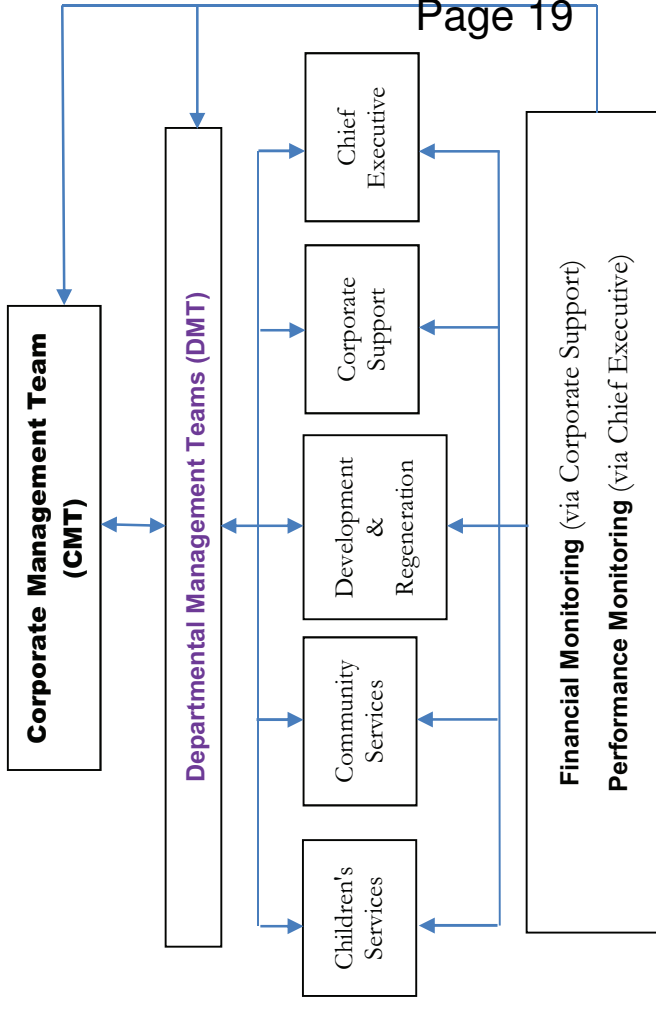 Page 19
Corporate Management Team
(CMT)
Departmental Management Teams (DMT)
Children's
Services
Community
Services
Development
&
Regeneration
Corporate
Support
Chief
Executive
Financial Monitoring (via Corporate Support)
Performance Monitoring (via Chief Executive)